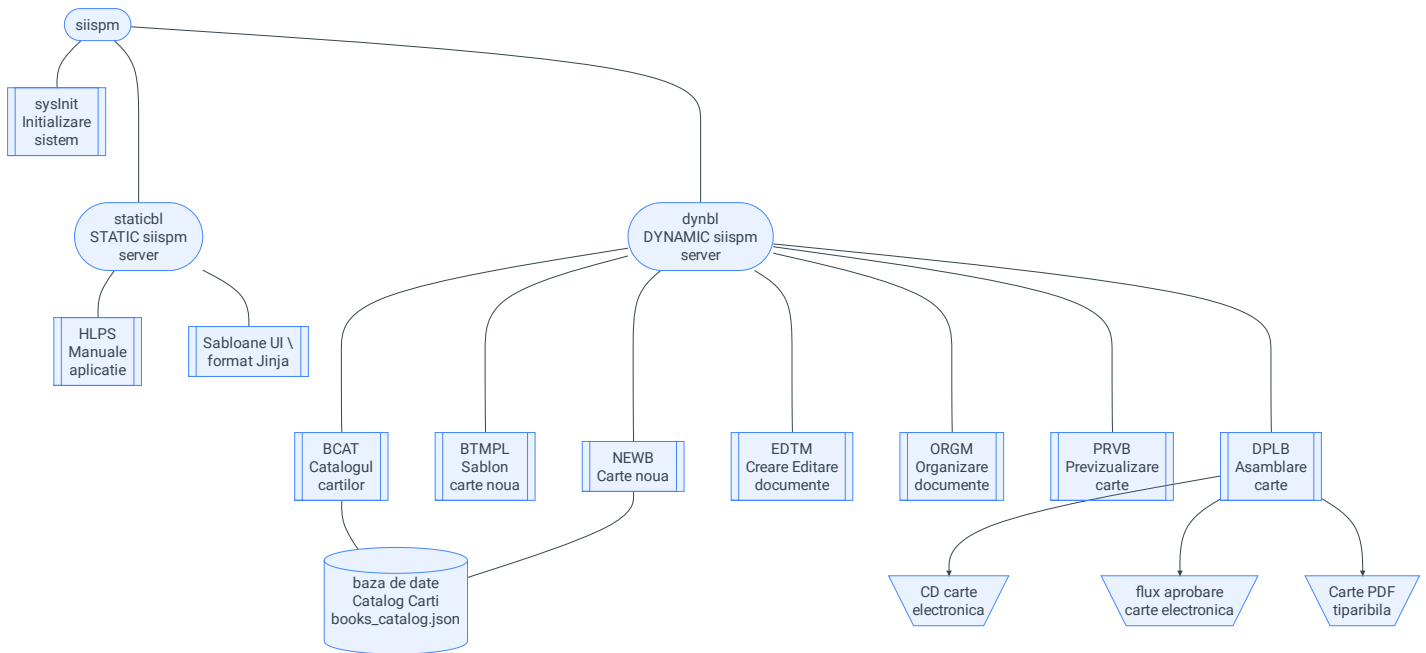 siispm
sysInit
Initializare
sistem
staticbl
STATIC siispm
server
dynbl
DYNAMIC siispm
server
HLPS
Manuale
aplicatie
Sabloane UI \
format Jinja
BCAT
Catalogul
cartilor
BTMPL
Sablon
carte noua
NEWB
Carte noua
EDTM
Creare Editare
documente
ORGM
Organizare
documente
PRVB
Previzualizare
carte
DPLB
Asamblare
carte
baza de date
Catalog Carti
books_catalog.json
CD carte
electronica
flux aprobare
carte electronica
Carte PDF
tiparibila